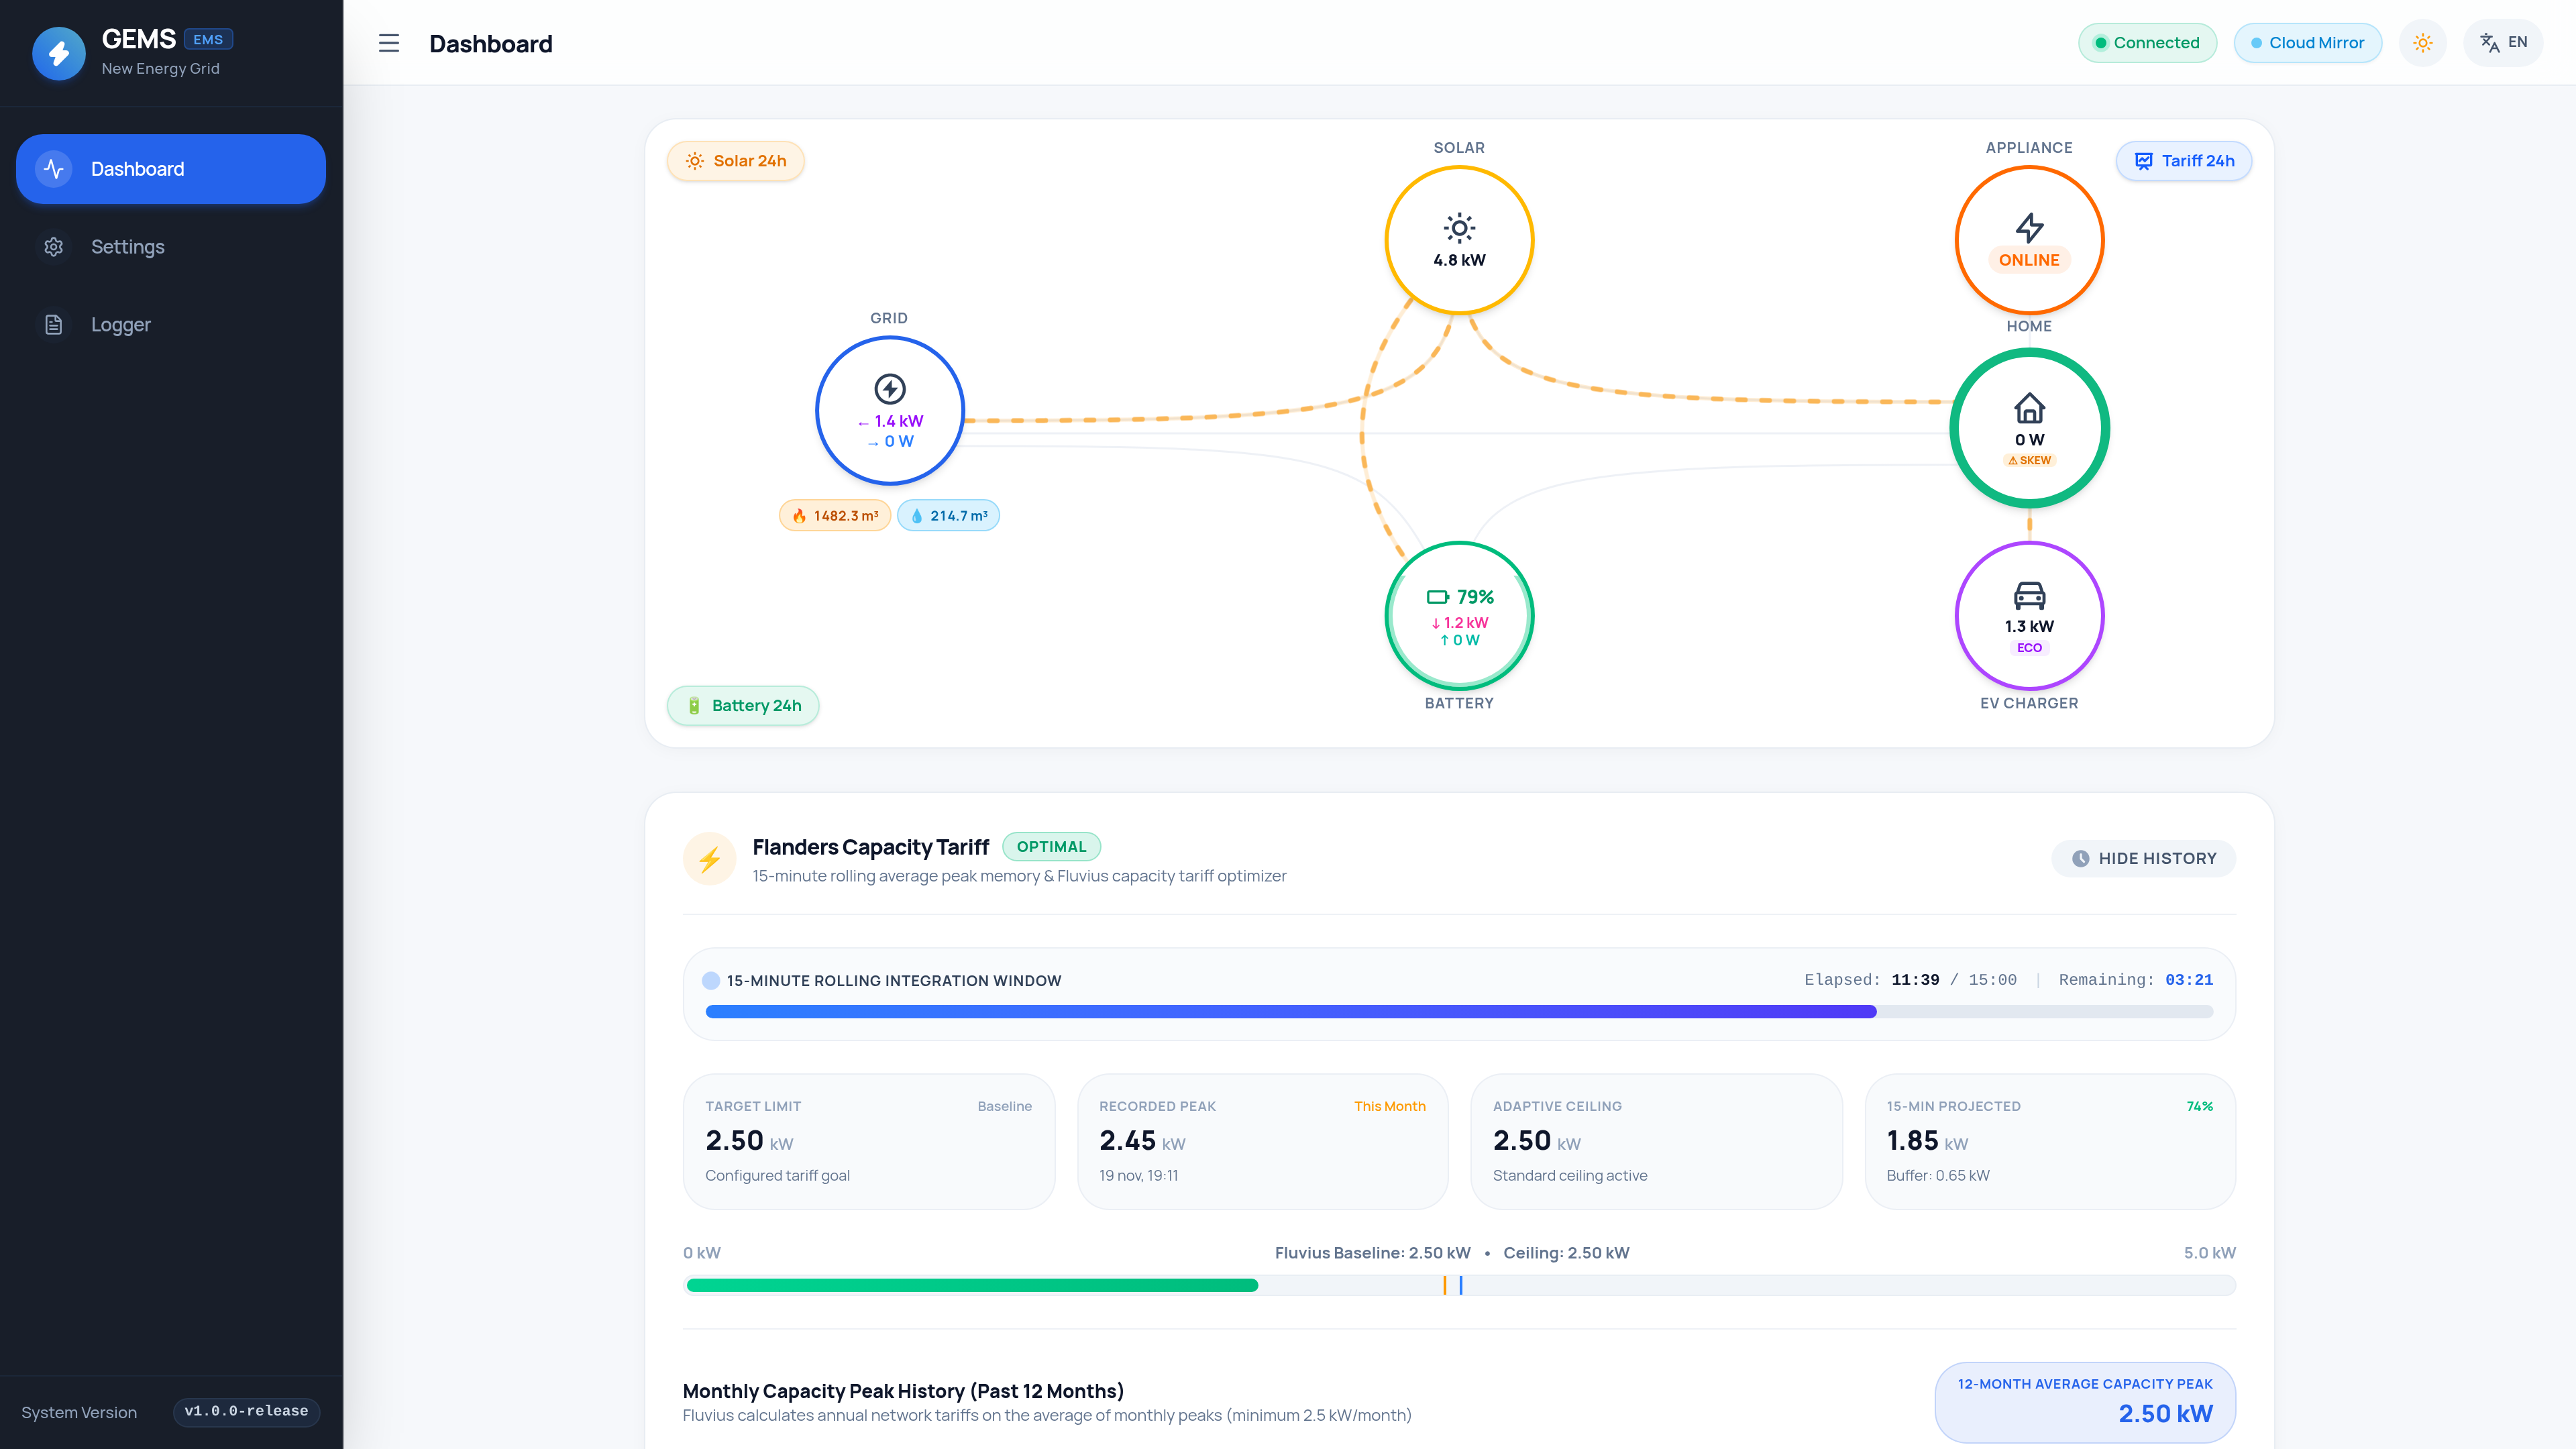 GEMS EMS
New Energy Grid
Dashboard
Settings
Logger
System Version v1.0.0-release
Dashboard
Connected
Cloud Mirror
EN
Solar 24h
SOLAR
4.8 kW
APPLIANCE
ONLINE
Tariff 24h
GRID
← 1.4 kW
→ 0 W
🔥 1482.3 m³
💧 214.7 m³
HOME
0 W
⚠ SKEW
79%
↓ 1.2 kW
↑ 0 W
BATTERY
1.3 kW
ECO
EV CHARGER
Battery 24h
Flanders Capacity Tariff OPTIMAL
15-minute rolling average peak memory & Fluvius capacity tariff optimizer
HIDE HISTORY
15-MINUTE ROLLING INTEGRATION WINDOW
Elapsed: 11:39 / 15:00 | Remaining: 03:21
TARGET LIMIT Baseline
2.50 kW
Configured tariff goal
RECORDED PEAK This Month
2.45 kW
19 nov, 19:11
ADAPTIVE CEILING
2.50 kW
Standard ceiling active
15-MIN PROJECTED 74%
1.85 kW
Buffer: 0.65 kW
0 kW
Fluvius Baseline: 2.50 kW • Ceiling: 2.50 kW
5.0 kW
Monthly Capacity Peak History (Past 12 Months)
Fluvius calculates annual network tariffs on the average of monthly peaks (minimum 2.5 kW/month)
12-MONTH AVERAGE CAPACITY PEAK
2.50 kW